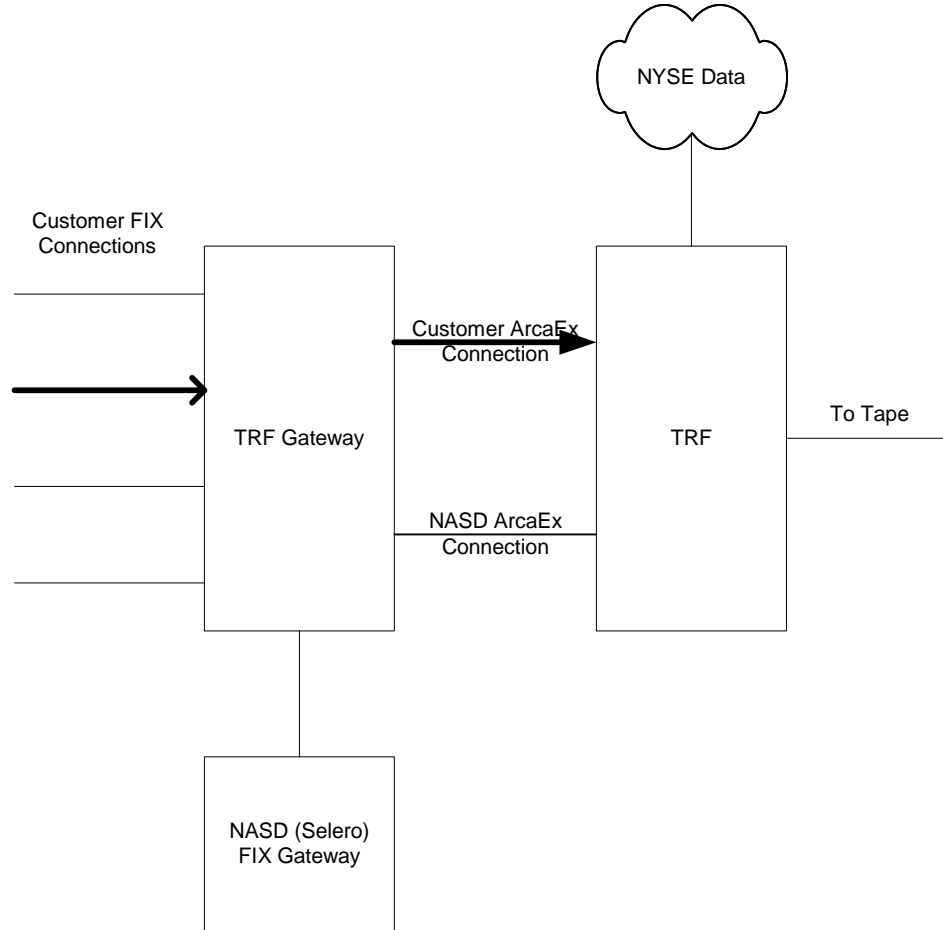 NYSE Data
Customer FIX
Connections
Customer ArcaEx
Connection
TRF Gateway
TRF
To Tape
NASD ArcaEx
Connection
NASD (Selero)
FIX Gateway